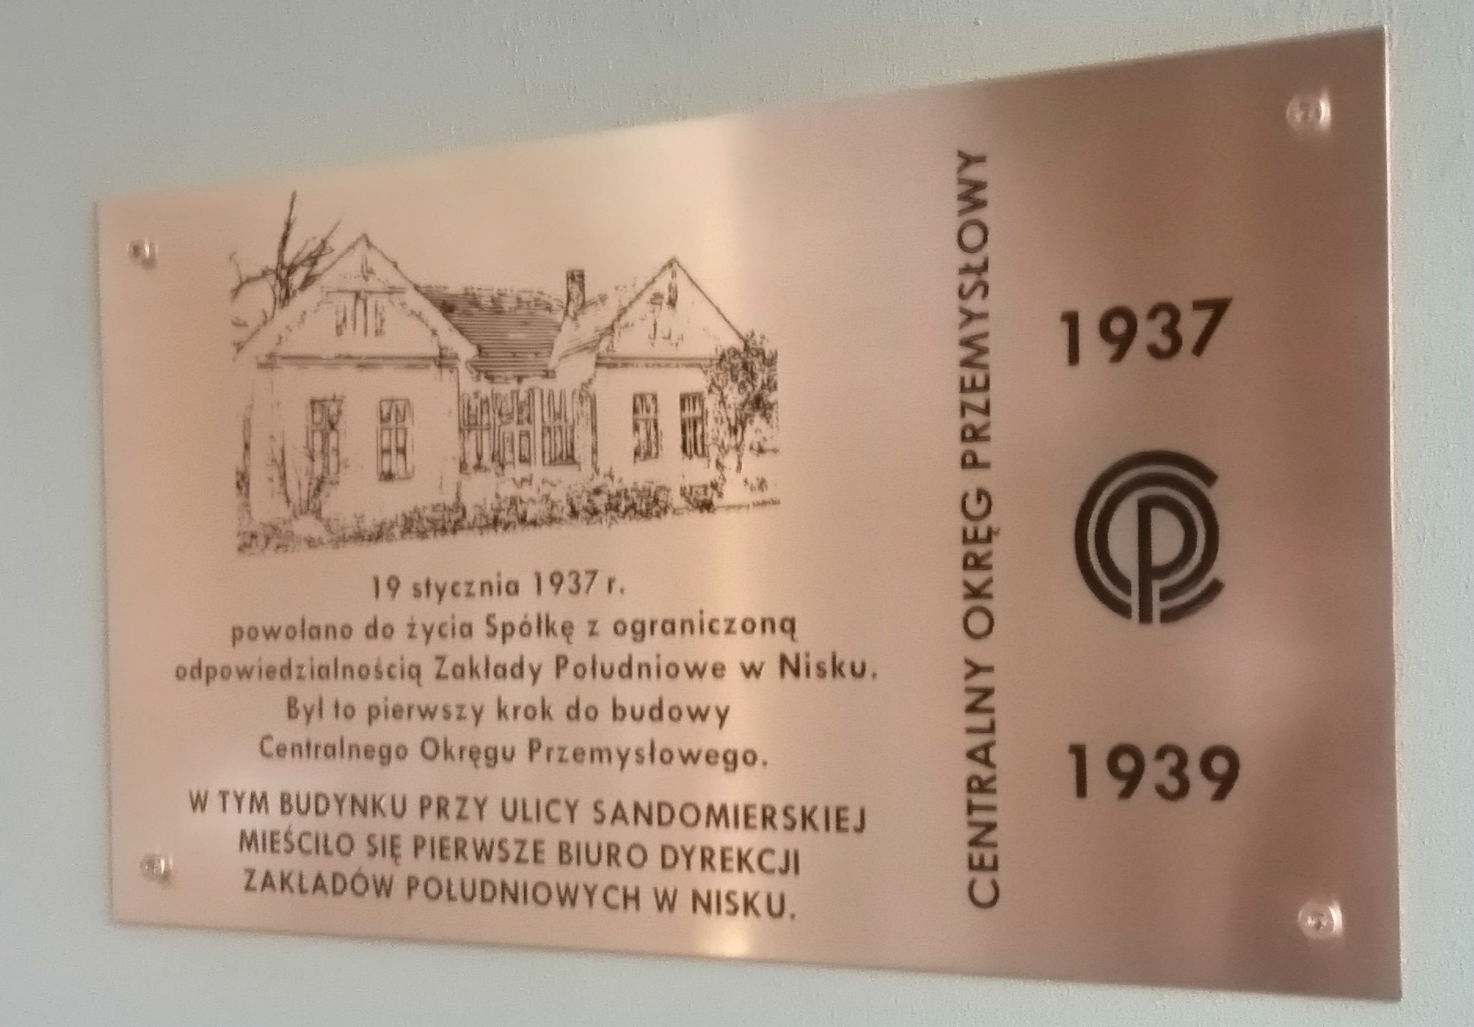 19 stycznia 1937 r.
powołano do życia Spółkę z ograniczoną
odpowiedzialnością Zakłady Południowe w Nisku.
Był to pierwszy krok do budowy
Centralnego Okręgu Przemysłowego.
W TYM BUDYNKU PRZY ULICY SANDOMIERSKIEJ
MIEŚCIŁO SIĘ PIERWSZE BIURO DYREKCJI
ZAKŁADÓW POŁUDNIOWYCH W NISKU.
CENTRALNY OKRĘG PRZEMYSŁOWY
1937
COP
1939